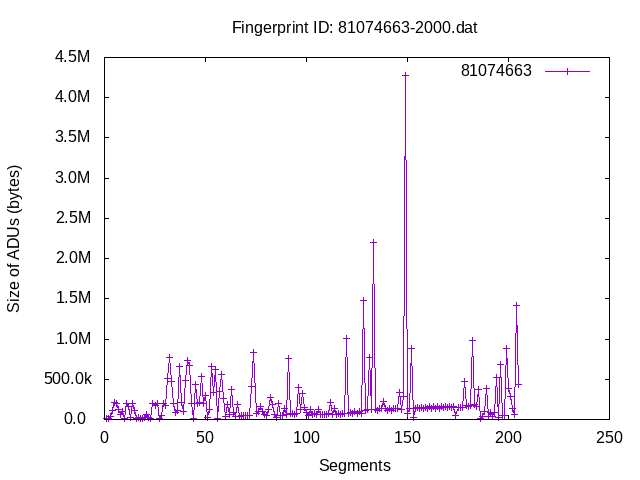 Fingerprint ID: 81074663-2000.dat
81074663
4.5M
4.0M
3.5M
3.0M
2.5M
2.0M
1.5M
1.0M
500.0k
0.0
0 50 100 150 200 250
Size of ADUs (bytes)
Segments